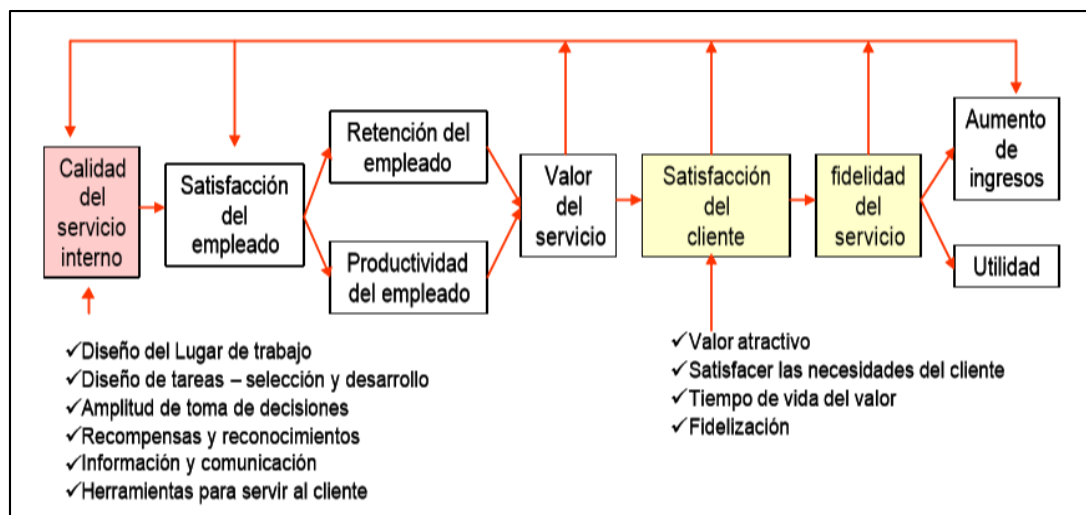 Calidad
del
servicio
interno
Satisfacción
del
empleado
Retención del
empleado
Productividad
del empleado
Valor
del
servicio
Satisfacción
del
cliente
fidelidad
del
servicio
Aumento
de
ingresos
Utilidad
✓Diseño del Lugar de trabajo
✓Diseño de tareas – selección y desarrollo
✓Amplitud de toma de decisiones
✓Recompensas y reconocimientos
✓Información y comunicación
✓Herramientas para servir al cliente
✓Valor atractivo
✓Satisfacer las necesidades del cliente
✓Tiempo de vida del valor
✓Fidelización